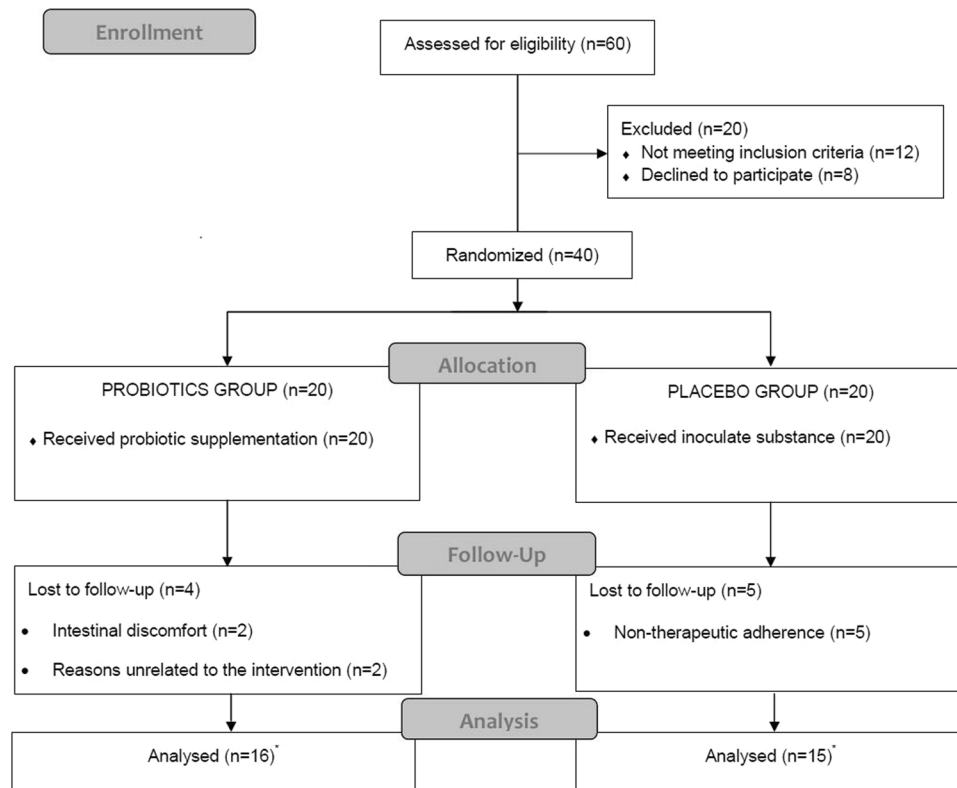 Enrollment
Assessed for eligibility (n=60)
Excluded (n=20)
♦ Not meeting inclusion criteria (n=12)
♦ Declined to participate (n=8)
Randomized (n=40)
Allocation
PROBIOTICS GROUP (n=20)
♦ Received probiotic supplementation (n=20)
PLACEBO GROUP (n=20)
♦ Received inoculate substance (n=20)
Follow-Up
Lost to follow-up (n=4)
• Intestinal discomfort (n=2)
• Reasons unrelated to the intervention (n=2)
Lost to follow-up (n=5)
• Non-therapeutic adherence (n=5)
Analysis
Analysed (n=16)*
Analysed (n=15)*